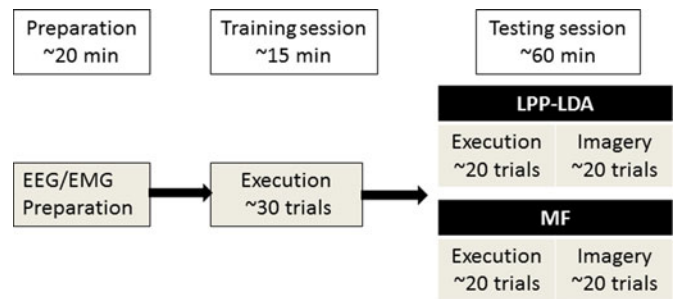 Preparation
~20 min
Training session
~15 min
Testing session
~60 min
EEG/EMG
Preparation
Execution
~30 trials
LPP-LDA
Execution
~20 trials
Imagery
~20 trials
MF
Execution
~20 trials
Imagery
~20 trials